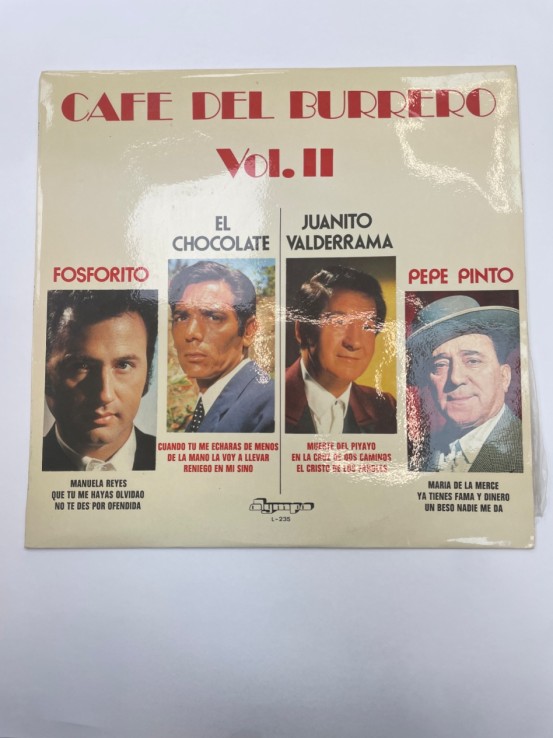 CAFE DEL BURRERO
Vol. II
FOSFORITO
EL
CHOCOLATE
JUANITO
VALDERRAMA
PEPE PINTO
MANUELA REYES
QUE TU ME HAYAS OLVIDAO
NO TE DES POR OFENDIDA
CUANDO TU ME ECHARAS DE MENOS
DE LA MANO LA VOY A LLEVAR
RENIEGO EN MI SINO
MUERTE DEL PIYAYO
EN LA CRUZ DE DOS CAMINOS
EL CRISTO DE LOS FAROLES
MARIA DE LA MERCE
YA TIENES FAMA Y DINERO
UN BESO NADIE ME DA
Olympo
L-235